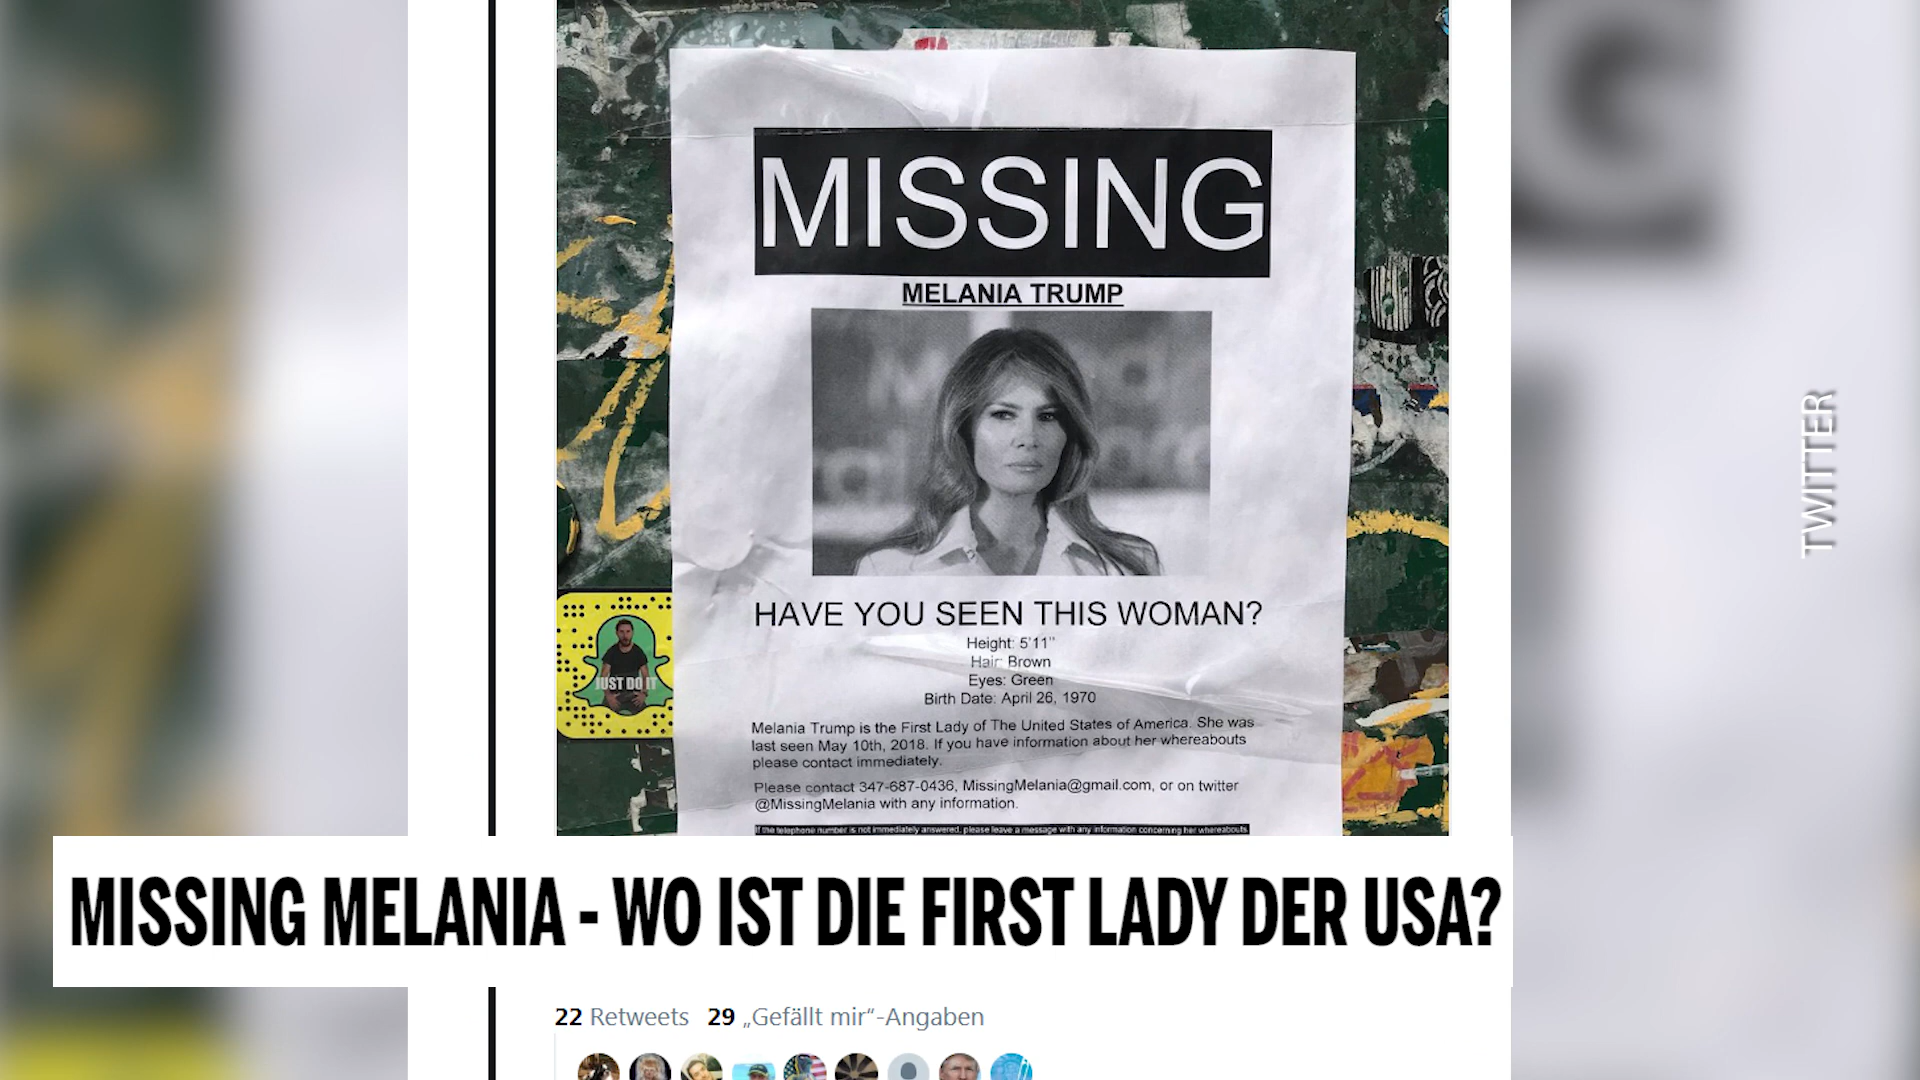 MISSING
MELANIA TRUMP
HAVE YOU SEEN THIS WOMAN?
Height: 5'11"
Hair: Brown
Eyes: Green
Birth Date: April 26, 1970
Melania Trump is the First Lady of The United States of America. She was
last seen May 10th, 2018. If you have information about her whereabouts
please contact immediately.
Please contact 347-687-0436, MissingMelania@gmail.com, or on twitter
@MissingMelania with any information.
If the telephone number is not immediately answered, please leave a message with any information concerning her whereabouts.
JUST DO IT
TWITTER
MISSING MELANIA - WO IST DIE FIRST LADY DER USA?
22 Retweets 29 „Gefällt mir“-Angaben